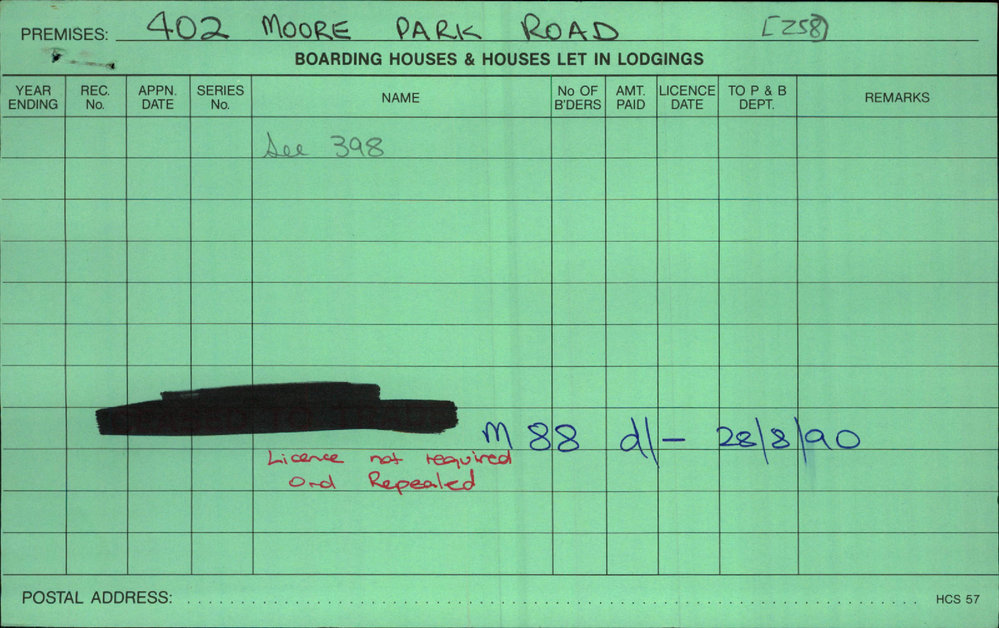 PREMISES: 402 MOORE PARK ROAD [258]
BOARDING HOUSES & HOUSES LET IN LODGINGS
YEAR ENDING REC. No. APPN. DATE SERIES No. NAME No OF B'DERS AMT. PAID LICENCE DATE TO P & B DEPT. REMARKS
See 398
M 88 d/- 28/8/90
Licence not required
Ord Repealed
POSTAL ADDRESS: HCS 57